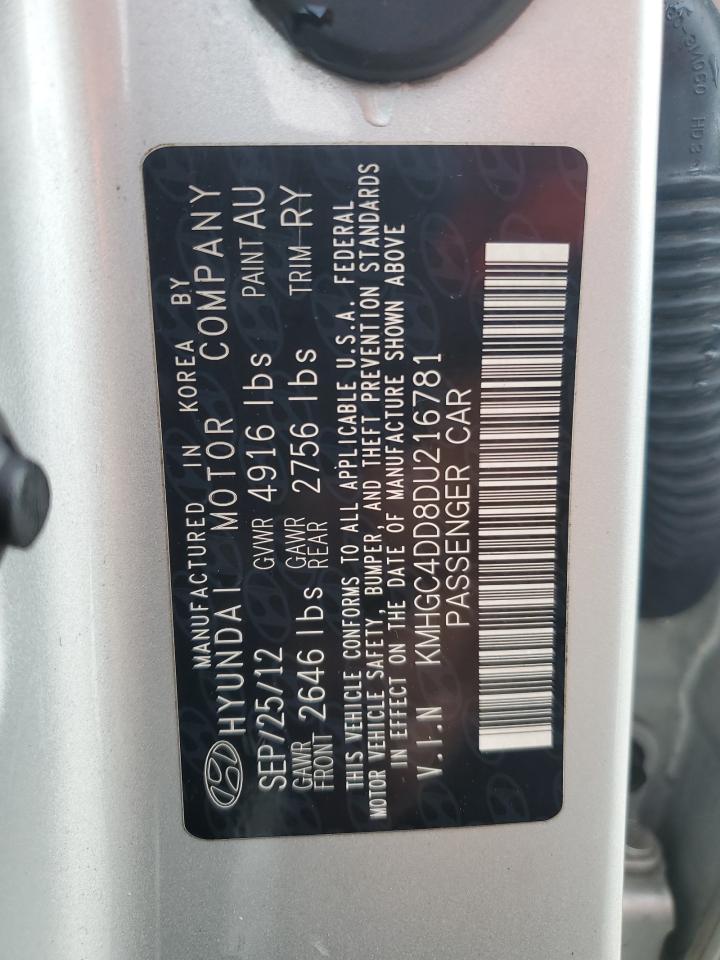 MANUFACTURED IN KOREA BY
HYUNDAI MOTOR COMPANY
SEP/25/12 GVWR 4916 lbs PAINT AU
GAWR FRONT 2646 lbs GAWR REAR 2756 lbs TRIM RY
THIS VEHICLE CONFORMS TO ALL APPLICABLE U.S.A. FEDERAL
MOTOR VEHICLE SAFETY, BUMPER, AND THEFT PREVENTION STANDARDS
IN EFFECT ON THE DATE OF MANUFACTURE SHOWN ABOVE
V.I.N KMHGC4DD8DU216781
PASSENGER CAR